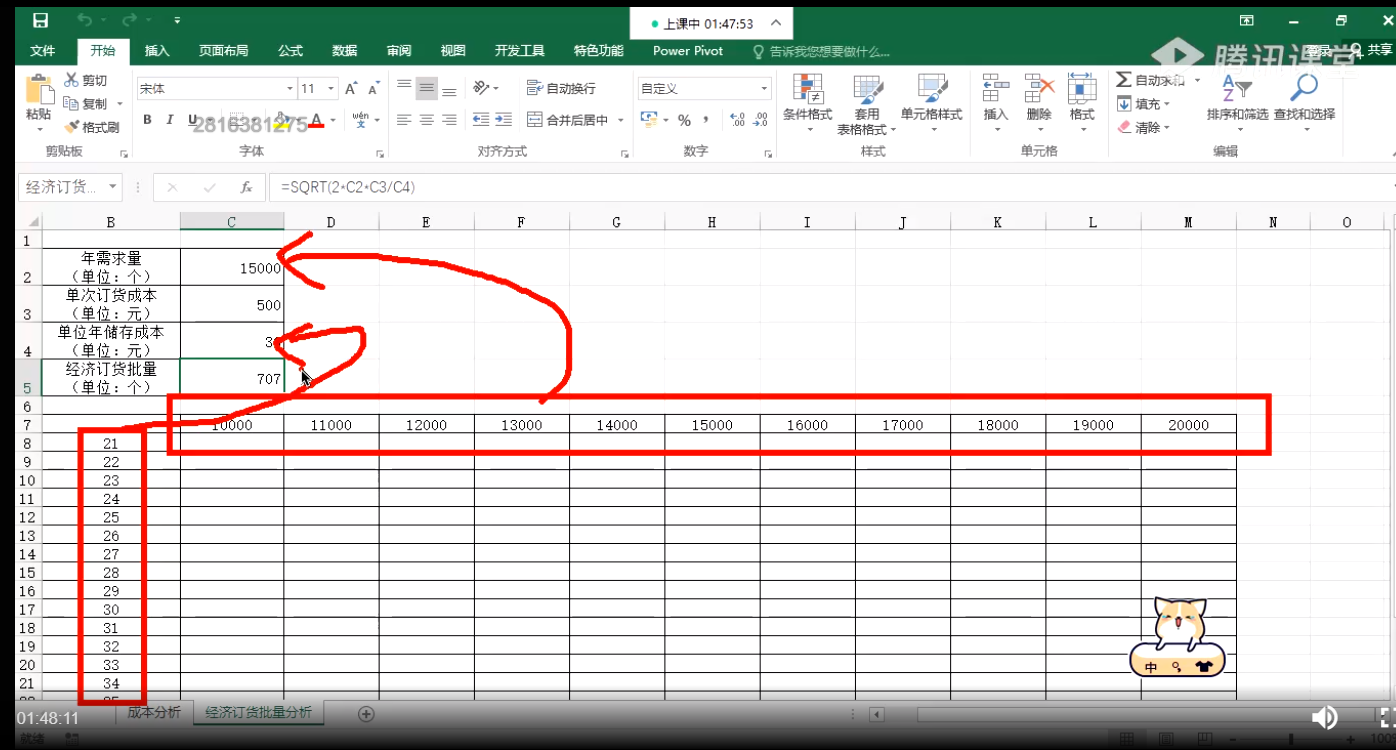 上课中 01:47:53
文件 开始 插入 页面布局 公式 数据 审阅 视图 开发工具 特色功能 Power Pivot 告诉我您想要做什么... 登录 共享
腾讯课堂
剪切 宋体 11 自动换行 自定义 条件格式 套用 单元格样式 插入 删除 格式 自动求和 排序和筛选 查找和选择
粘贴 复制 B I U A wén 文 合并后居中 % 表格格式 填充
格式刷 2816381275 清除
剪贴板 字体 对齐方式 数字 样式 单元格 编辑
经济订货... fx =SQRT(2*C2*C3/C4)
B C D E F G H I J K L M N O
1
2 年需求量
(单位: 个) 15000
3 单次订货成本
(单位: 元) 500
4 单位年储存成本
(单位: 元)
5 经济订货批量
(单位: 个) 707
6
7 10000 11000 12000 13000 14000 15000 16000 17000 18000 19000 20000
8 21
9 22
10 23
11 24
12 25
13 26
14 27
15 28
16 29
17 30
18 31
19 32
20 33
21 34
中
成本分析 经济订货批量分析
01:48:11
就绪